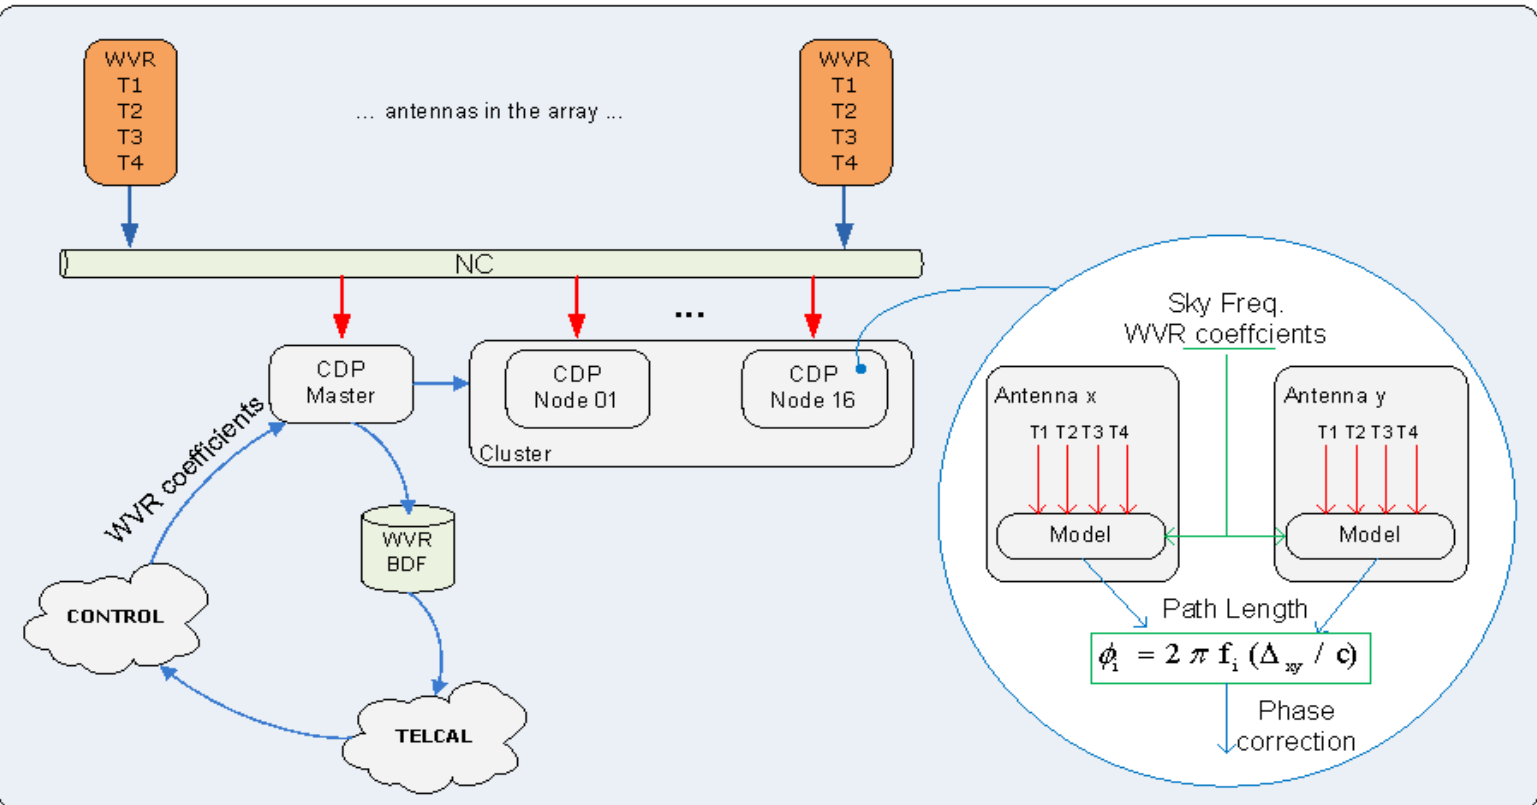 WVR
T1
T2
T3
T4
... antennas in the array ...
WVR
T1
T2
T3
T4
NC
...
CDP
Master
CDP
Node 01
CDP
Node 16
Cluster
WVR coefficients
WVR
BDF
CONTROL
TELCAL
Sky Freq.
WVR coeffcients
Antenna x
T1 T2 T3 T4
Model
Antenna y
T1 T2 T3 T4
Model
Path Length
ϕi = 2 π fi (Δxy / c)
Phase
correction